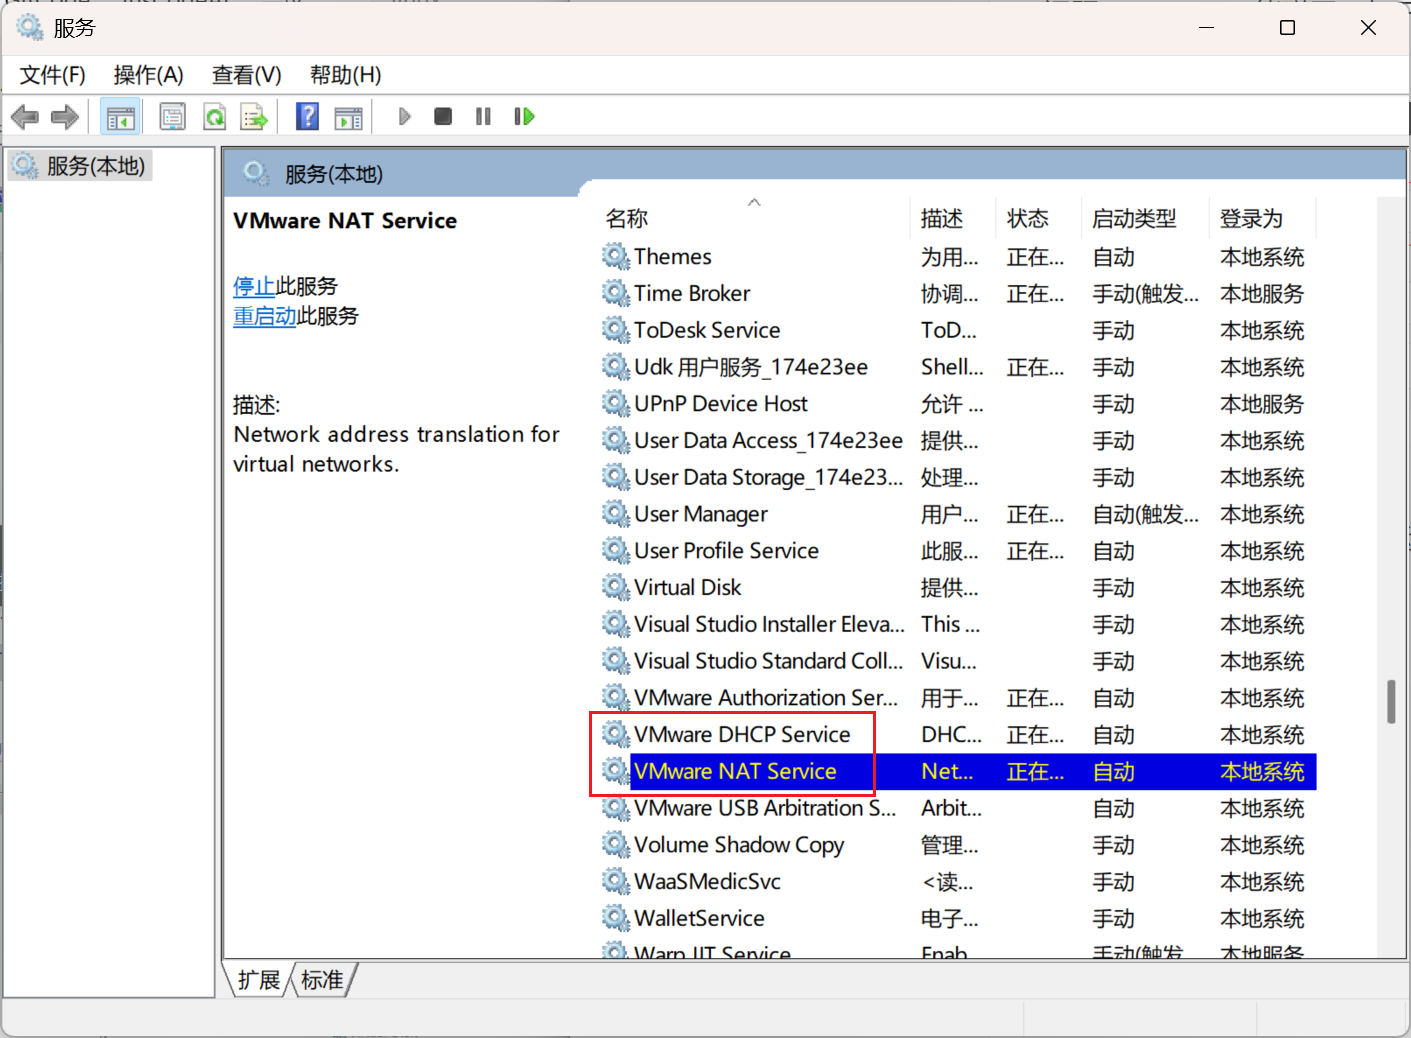 服务
文件(F) 操作(A) 查看(V) 帮助(H)
服务(本地)
服务(本地)
VMware NAT Service
停止此服务
重启动此服务
描述:
Network address translation for
virtual networks.
名称 描述 状态 启动类型 登录为
Themes 为用... 正在... 自动 本地系统
Time Broker 协调... 正在... 手动(触发... 本地服务
ToDesk Service ToD... 手动 本地系统
Udk 用户服务_174e23ee Shell... 正在... 手动 本地系统
UPnP Device Host 允许 ... 手动 本地服务
User Data Access_174e23ee 提供... 手动 本地系统
User Data Storage_174e23... 处理... 手动 本地系统
User Manager 用户... 正在... 自动(触发... 本地系统
User Profile Service 此服... 正在... 自动 本地系统
Virtual Disk 提供... 手动 本地系统
Visual Studio Installer Eleva... This ... 手动 本地系统
Visual Studio Standard Coll... Visu... 手动 本地系统
VMware Authorization Ser... 用于... 正在... 自动 本地系统
VMware DHCP Service DHC... 正在... 自动 本地系统
VMware NAT Service Net... 正在... 自动 本地系统
VMware USB Arbitration S... Arbit... 自动 本地系统
Volume Shadow Copy 管理... 手动 本地系统
WaaSMedicSvc <读... 手动 本地系统
WalletService 电子... 手动 本地系统
Warp JIT Service Enab 手动(触发 本地服务
扩展 标准